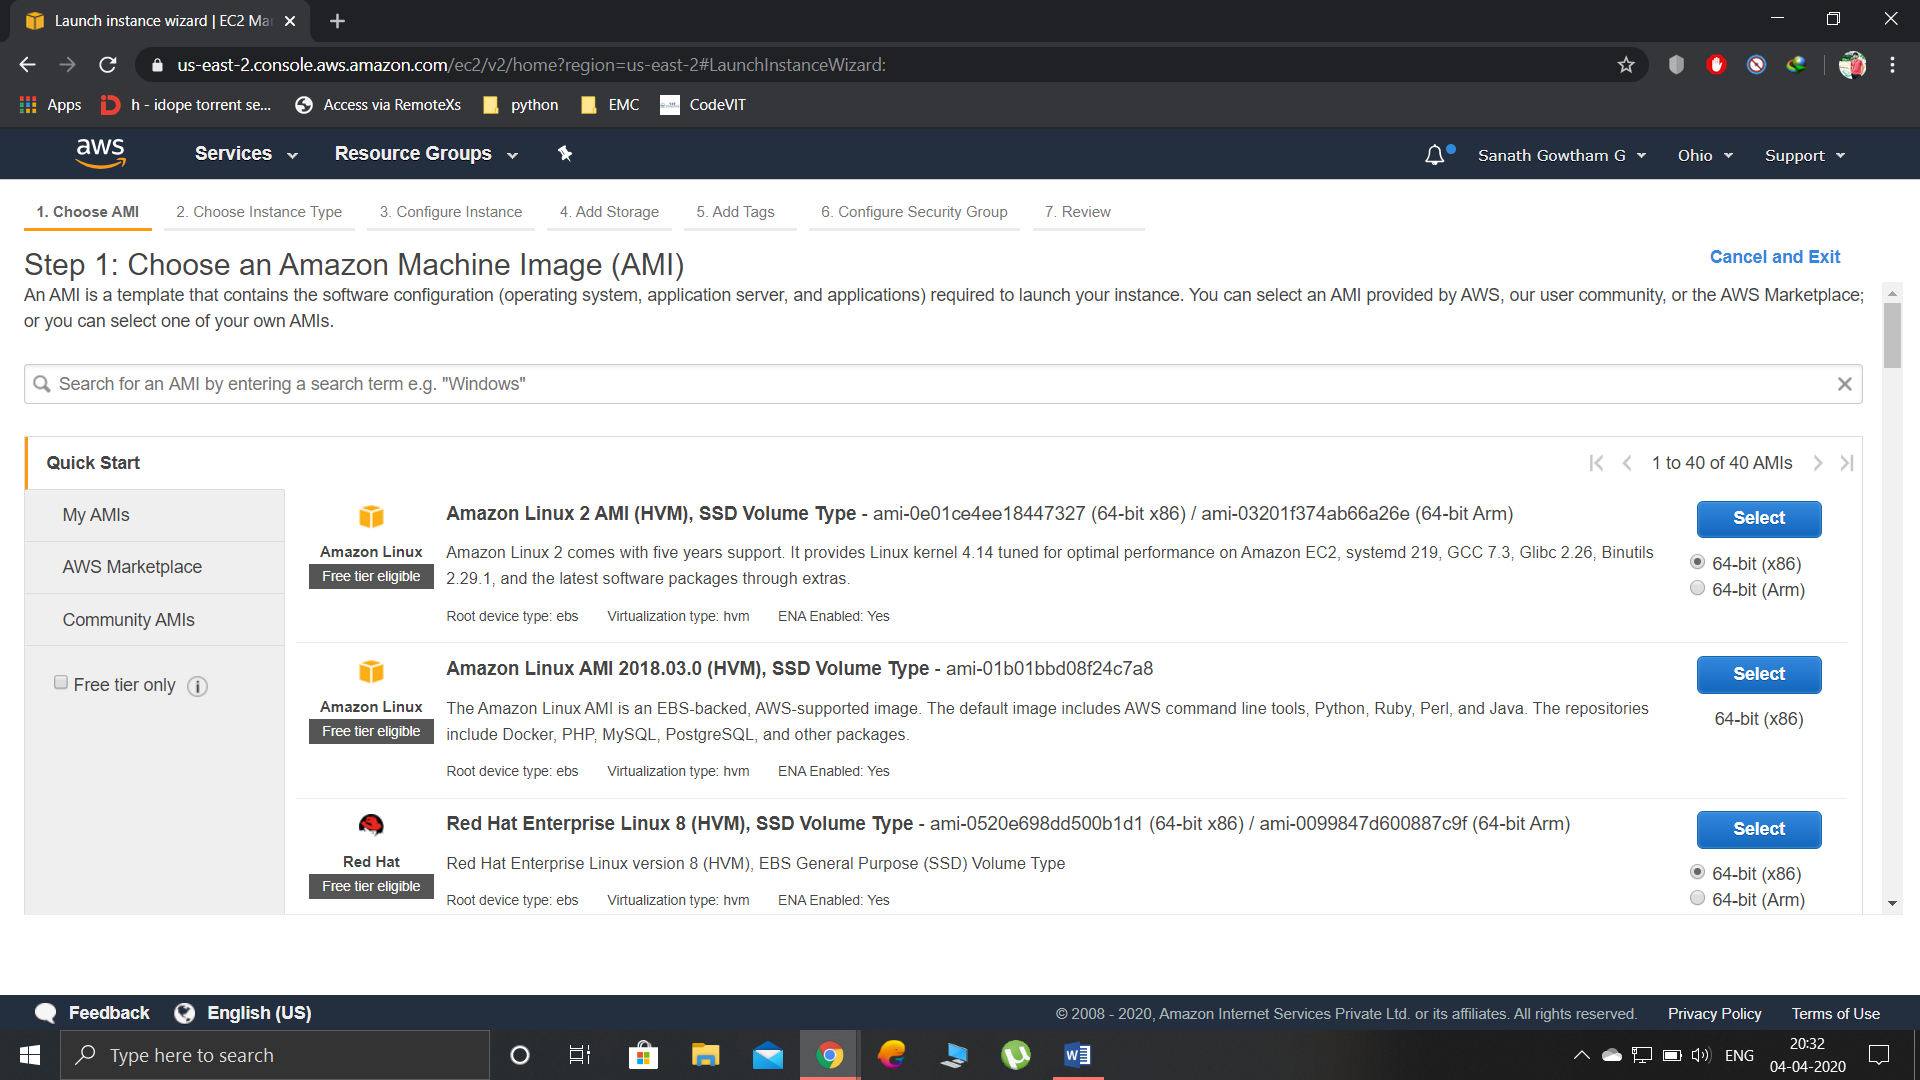 Launch instance wizard | EC2 Ma
us-east-2.console.aws.amazon.com/ec2/v2/home?region=us-east-2#LaunchInstanceWizard:
Apps h - idope torrent se... Access via RemoteXs python EMC CodeVIT
aws Services Resource Groups Sanath Gowtham G Ohio Support
1. Choose AMI 2. Choose Instance Type 3. Configure Instance 4. Add Storage 5. Add Tags 6. Configure Security Group 7. Review
Step 1: Choose an Amazon Machine Image (AMI)
Cancel and Exit
An AMI is a template that contains the software configuration (operating system, application server, and applications) required to launch your instance. You can select an AMI provided by AWS, our user community, or the AWS Marketplace;
or you can select one of your own AMIs.
Search for an AMI by entering a search term e.g. "Windows"
Quick Start
1 to 40 of 40 AMIs
My AMIs
AWS Marketplace
Community AMIs
Free tier only
Amazon Linux
Free tier eligible
Amazon Linux 2 AMI (HVM), SSD Volume Type - ami-0e01ce4ee18447327 (64-bit x86) / ami-03201f374ab66a26e (64-bit Arm)
Amazon Linux 2 comes with five years support. It provides Linux kernel 4.14 tuned for optimal performance on Amazon EC2, systemd 219, GCC 7.3, Glibc 2.26, Binutils
2.29.1, and the latest software packages through extras.
Root device type: ebs Virtualization type: hvm ENA Enabled: Yes
Select
64-bit (x86)
64-bit (Arm)
Amazon Linux
Free tier eligible
Amazon Linux AMI 2018.03.0 (HVM), SSD Volume Type - ami-01b01bbd08f24c7a8
The Amazon Linux AMI is an EBS-backed, AWS-supported image. The default image includes AWS command line tools, Python, Ruby, Perl, and Java. The repositories
include Docker, PHP, MySQL, PostgreSQL, and other packages.
Root device type: ebs Virtualization type: hvm ENA Enabled: Yes
Select
64-bit (x86)
Red Hat
Free tier eligible
Red Hat Enterprise Linux 8 (HVM), SSD Volume Type - ami-0520e698dd500b1d1 (64-bit x86) / ami-0099847d600887c9f (64-bit Arm)
Red Hat Enterprise Linux version 8 (HVM), EBS General Purpose (SSD) Volume Type
Root device type: ebs Virtualization type: hvm ENA Enabled: Yes
Select
64-bit (x86)
64-bit (Arm)
Feedback English (US) © 2008 - 2020, Amazon Internet Services Private Ltd. or its affiliates. All rights reserved. Privacy Policy Terms of Use
Type here to search
ENG
20:32
04-04-2020